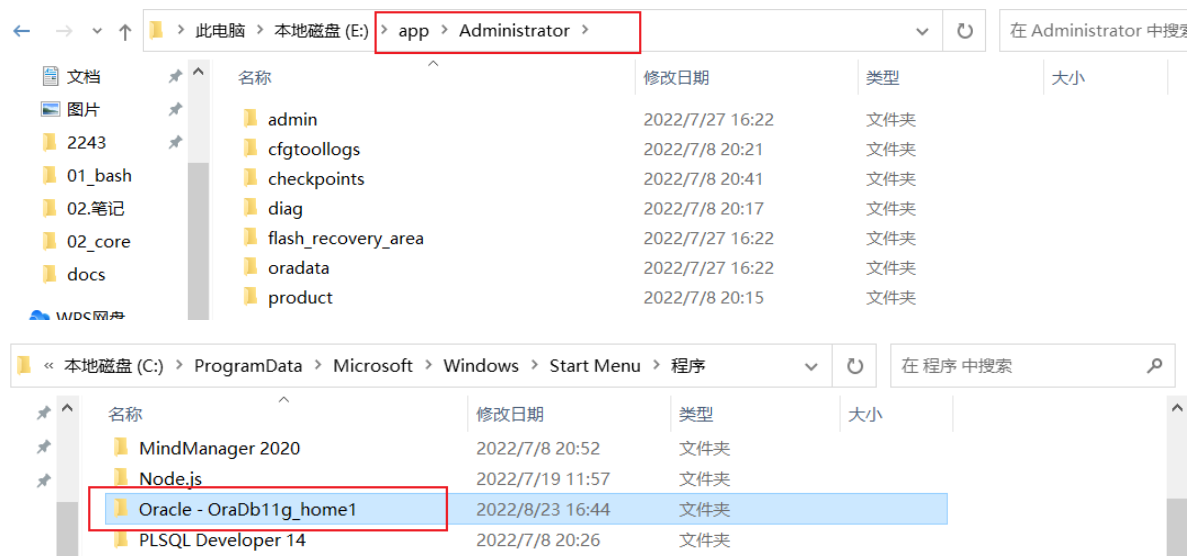 此电脑 > 本地磁盘 (E:) > app > Administrator >
在 Administrator 中搜索
文档
图片
2243
01_bash
02.笔记
02_core
docs
WPS网盘
名称 修改日期 类型 大小
admin 2022/7/27 16:22 文件夹
cfgtoollogs 2022/7/8 20:21 文件夹
checkpoints 2022/7/8 20:41 文件夹
diag 2022/7/8 20:17 文件夹
flash_recovery_area 2022/7/27 16:22 文件夹
oradata 2022/7/27 16:22 文件夹
product 2022/7/8 20:15 文件夹
« 本地磁盘 (C:) > ProgramData > Microsoft > Windows > Start Menu > 程序
在 程序 中搜索
名称 修改日期 类型 大小
MindManager 2020 2022/7/8 20:52 文件夹
Node.js 2022/7/19 11:57 文件夹
Oracle - OraDb11g_home1 2022/8/23 16:44 文件夹
PLSQL Developer 14 2022/7/8 20:26 文件夹